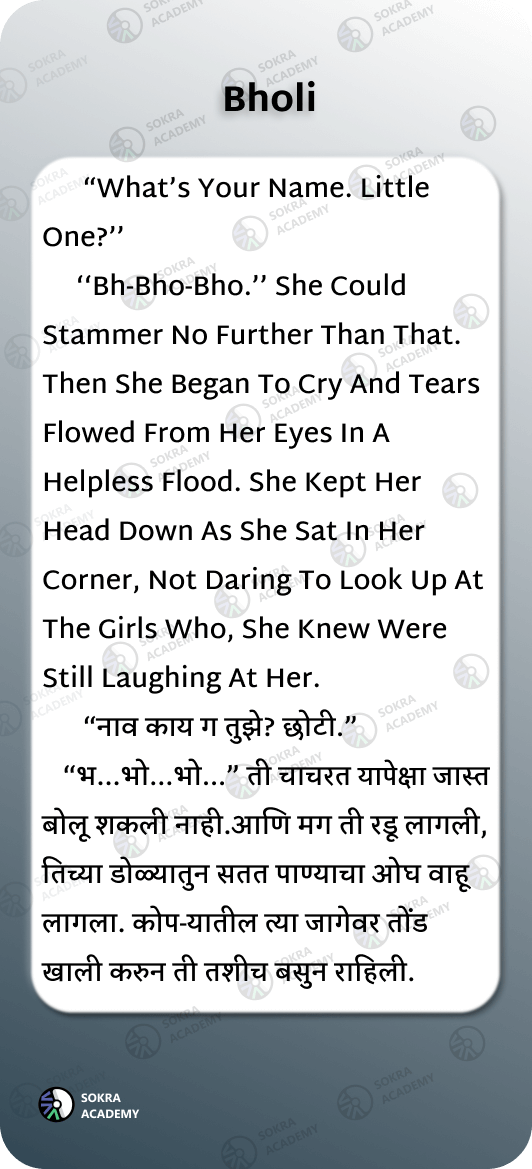 Bholi
“What’s Your Name. Little
One?’’
‘‘Bh-Bho-Bho.’’ She Could
Stammer No Further Than That.
Then She Began To Cry And Tears
Flowed From Her Eyes In A
Helpless Flood. She Kept Her
Head Down As She Sat In Her
Corner, Not Daring To Look Up At
The Girls Who, She Knew Were
Still Laughing At Her.
“नाव काय ग तुझे? छोटी.”
“भ...भो...भो...” ती चाचरत यापेक्षा जास्त
बोलू शकली नाही.आणि मग ती रडू लागली,
तिच्या डोळ्यातुन सतत पाण्याचा ओघ वाहू
लागला. कोप-यातील त्या जागेवर तोंड
खाली करुन ती तशीच बसुन राहिली.
SOKRA
ACADEMY